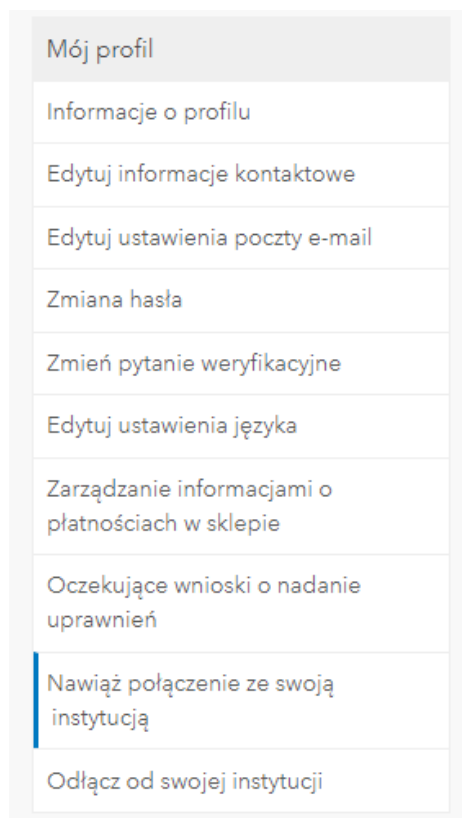 Mój profil
Informacje o profilu
Edytuj informacje kontaktowe
Edytuj ustawienia poczty e-mail
Zmiana hasła
Zmień pytanie weryfikacyjne
Edytuj ustawienia języka
Zarządzanie informacjami o
płatnościach w sklepie
Oczekujące wnioski o nadanie
uprawnień
Nawiąż połączenie ze swoją
instytucją
Odłącz od swojej instytucji